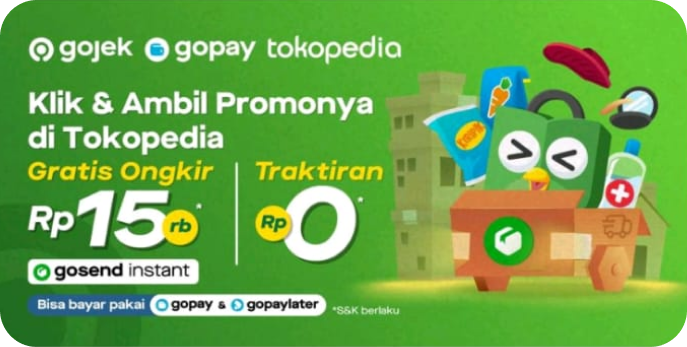 gojek gopay tokopedia
Klik & Ambil Promonya
di Tokopedia
Gratis Ongkir
Rp15rb*
gosend instant
Traktiran
Rp0*
Bisa bayar pakai gopay & gopaylater
*S&K berlaku